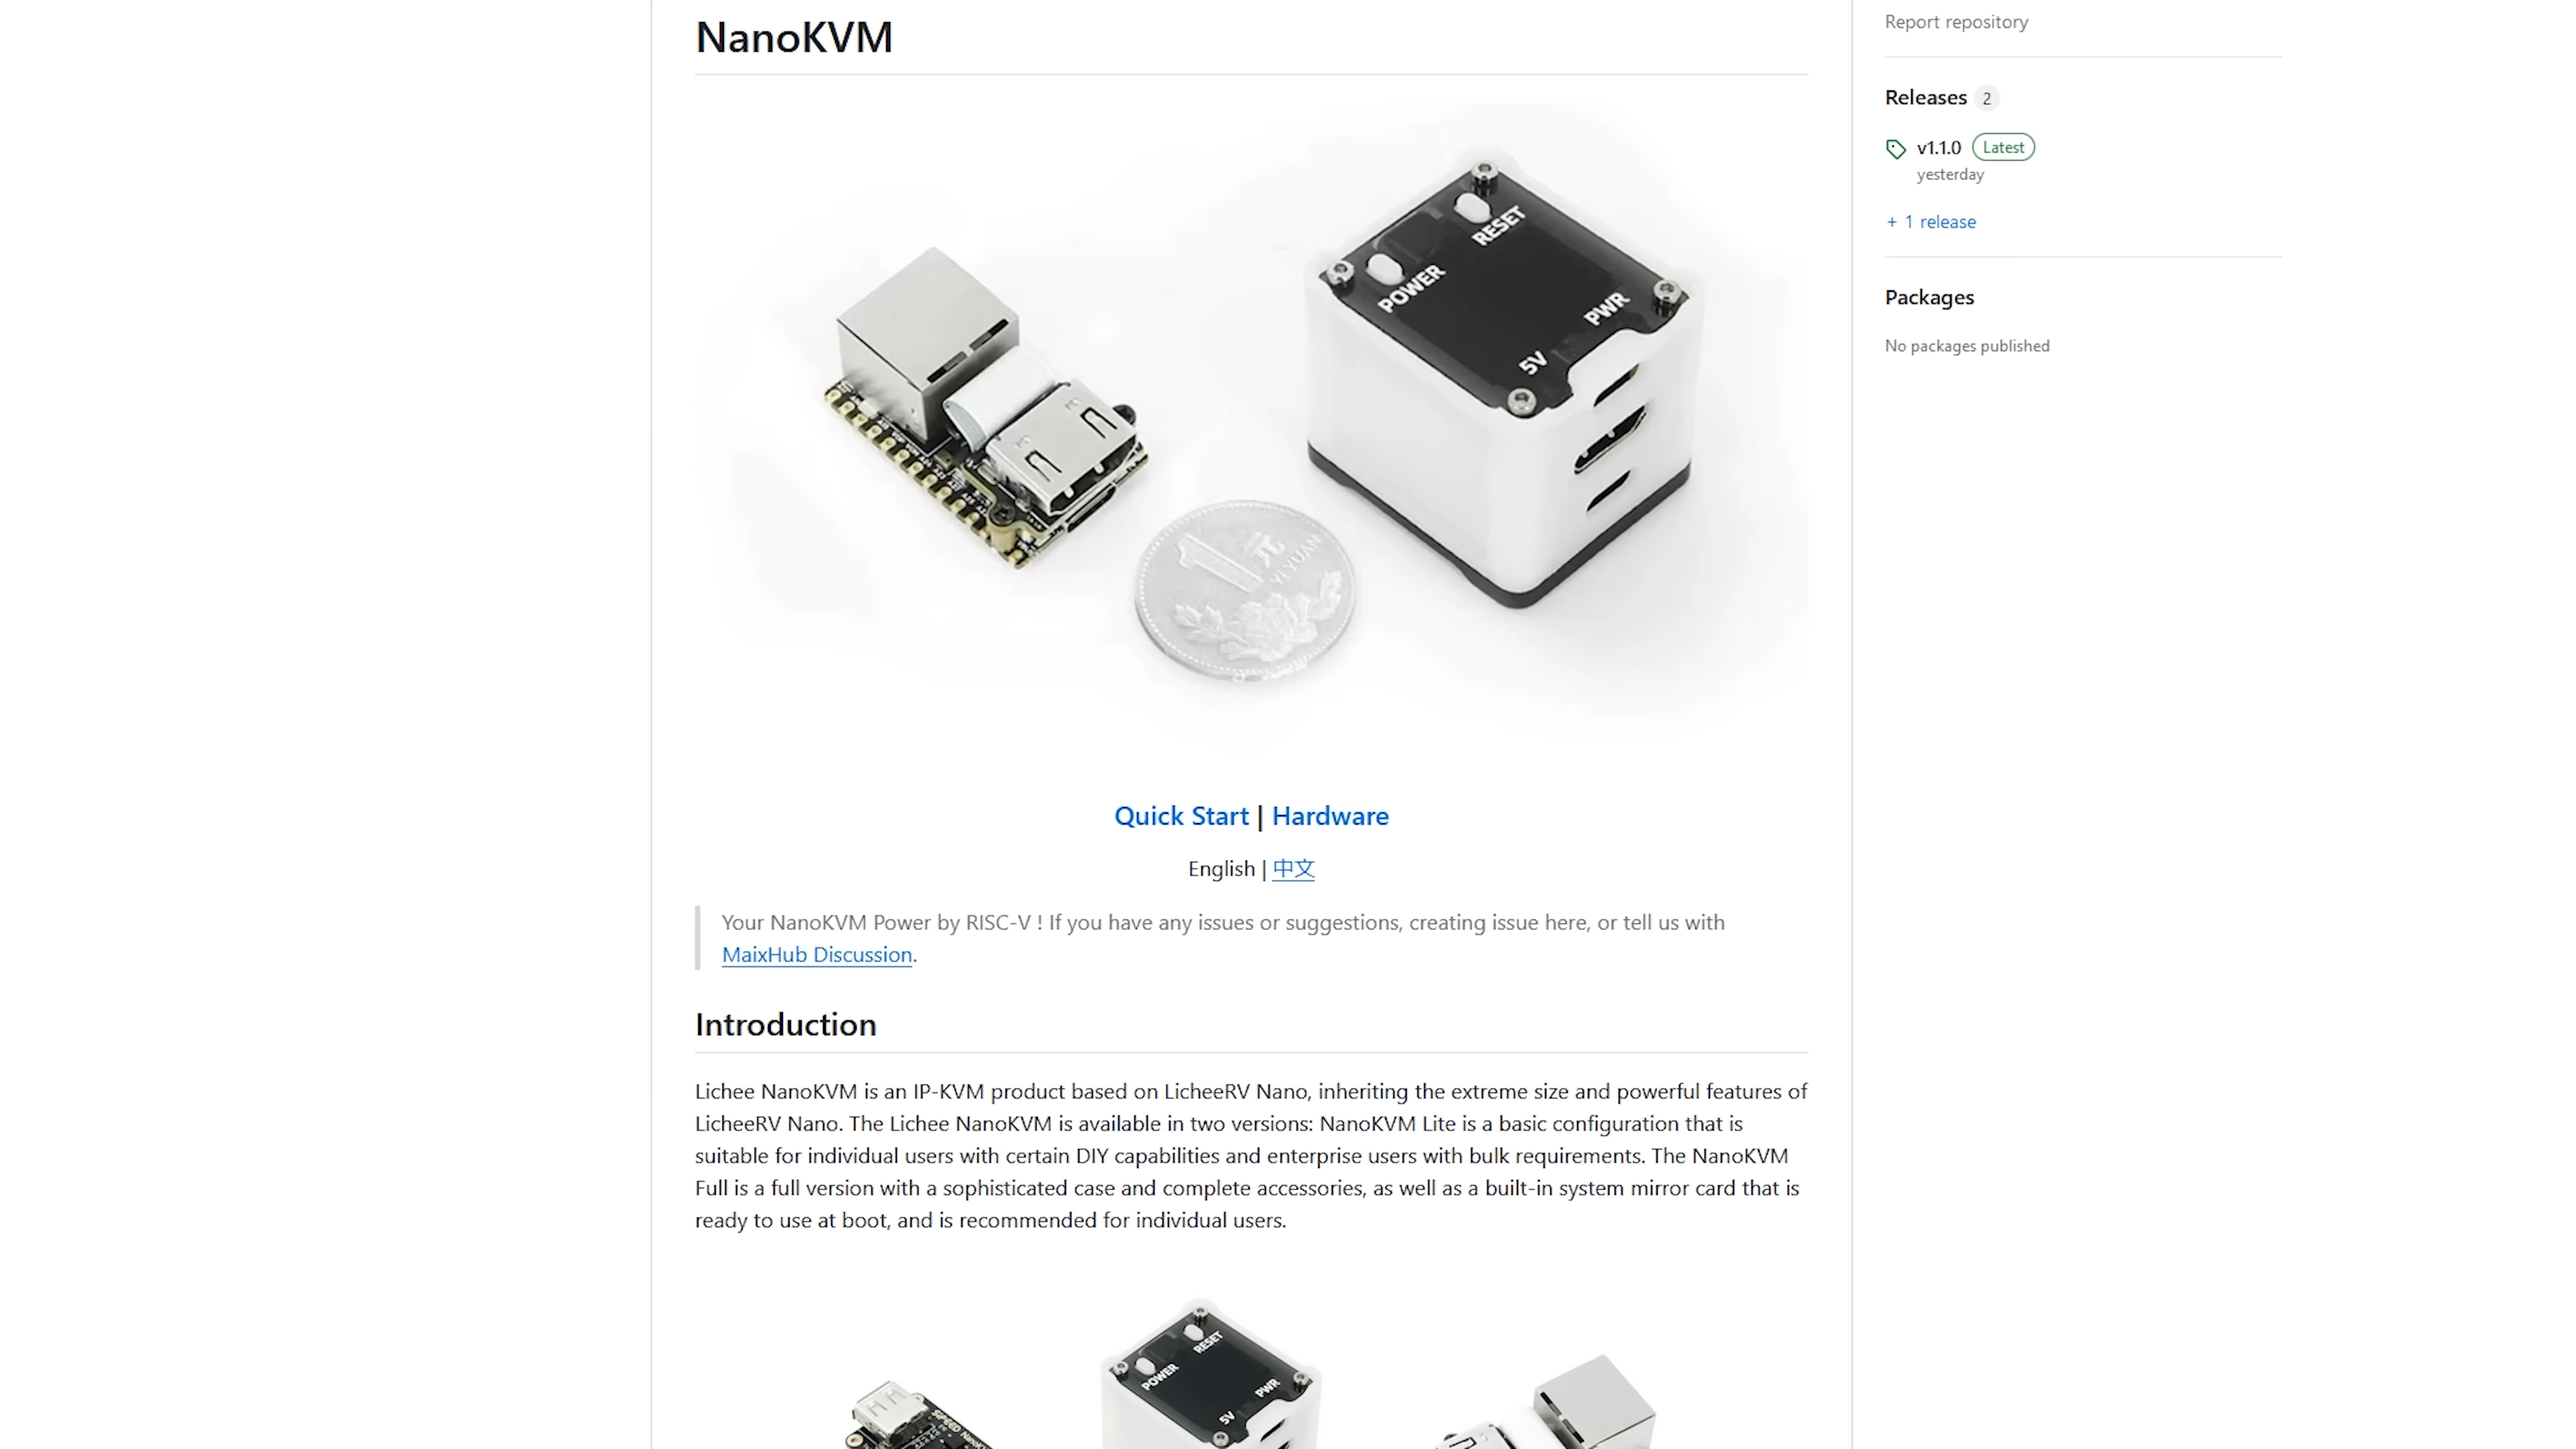 NanoKVM
RESET
POWER
PWR
5V
1元
YI YUAN
Quick Start | Hardware
English | 中文
Your NanoKVM Power by RISC-V ! If you have any issues or suggestions, creating issue here, or tell us with
MaixHub Discussion.
Introduction
Lichee NanoKVM is an IP-KVM product based on LicheeRV Nano, inheriting the extreme size and powerful features of
LicheeRV Nano. The Lichee NanoKVM is available in two versions: NanoKVM Lite is a basic configuration that is
suitable for individual users with certain DIY capabilities and enterprise users with bulk requirements. The NanoKVM
Full is a full version with a sophisticated case and complete accessories, as well as a built-in system mirror card that is
ready to use at boot, and is recommended for individual users.
RESET
POWER
PWR
5V
Report repository
Releases 2
v1.1.0 Latest
yesterday
+ 1 release
Packages
No packages published